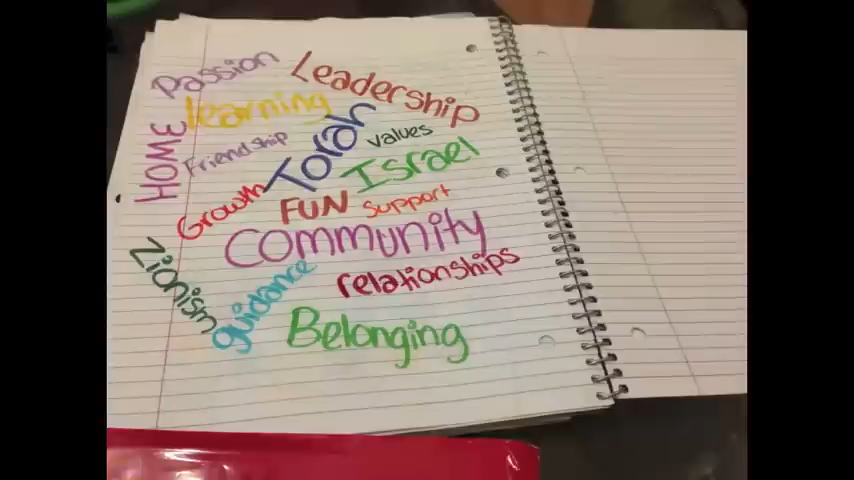 Passion
Leadership
learning
HOME
Friendship
Torah
values
Israel
Growth
FUN
Support
Community
Zionism
guidance
relationships
Belonging